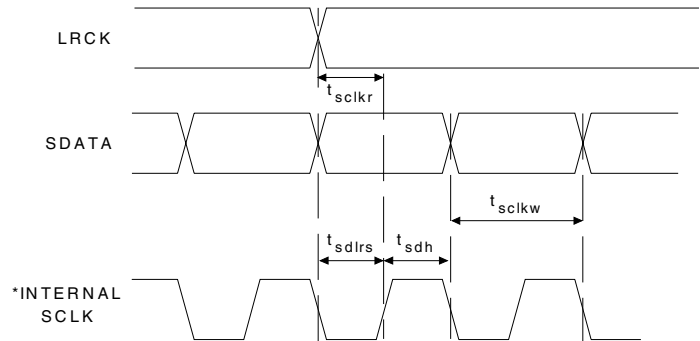 LRCK
t sclkr
SDATA
t sclkw
t sdlrs
t sdh
*INTERNAL
SCLK